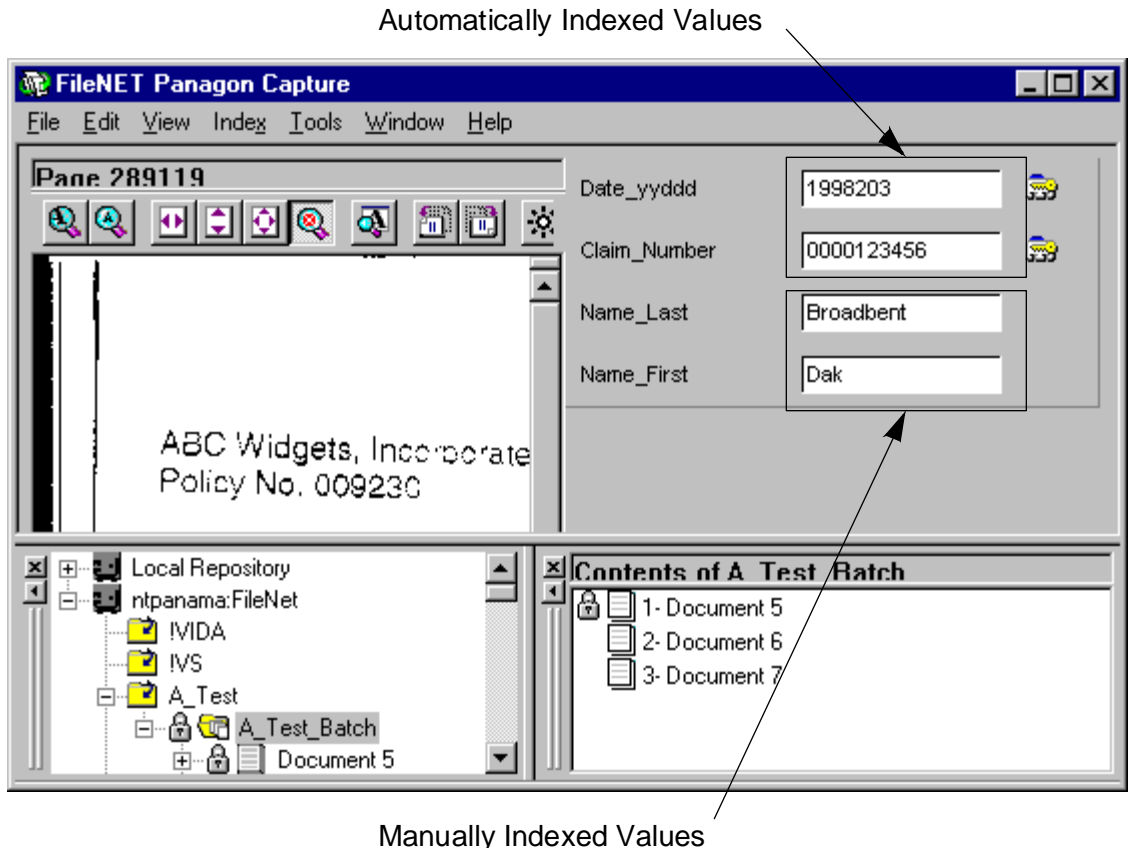 Automatically Indexed Values
FileNET Panagon Capture
File Edit View Index Tools Window Help
Page 289119
Date_yyddd 1998203
Claim_Number 0000123456
Name_Last Broadbent
Name_First Dak
ABC Widgets, Incorporate
Policy No. 009230
Local Repository
ntpanama:FileNet
!VIDA
!VS
A_Test
A_Test_Batch
Document 5
Contents of A_Test_Batch
1- Document 5
2- Document 6
3- Document 7
Manually Indexed Values